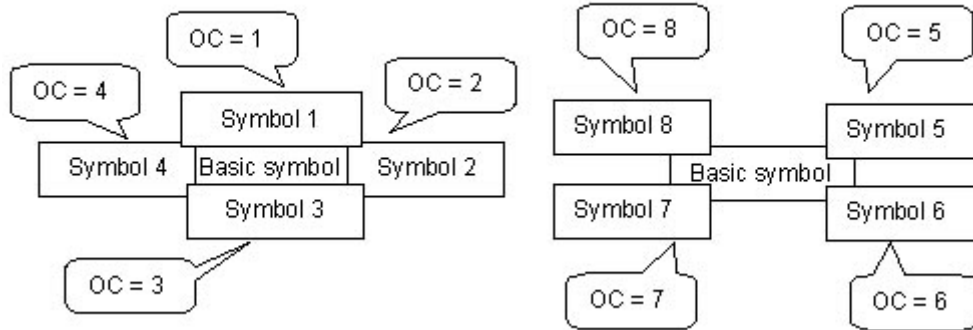 OC = 1
OC = 4
OC = 2
Symbol 1
Symbol 4
Basic symbol
Symbol 2
Symbol 3
OC = 3
OC = 8
OC = 5
Symbol 8
Symbol 5
Basic symbol
Symbol 7
Symbol 6
OC = 7
OC = 6